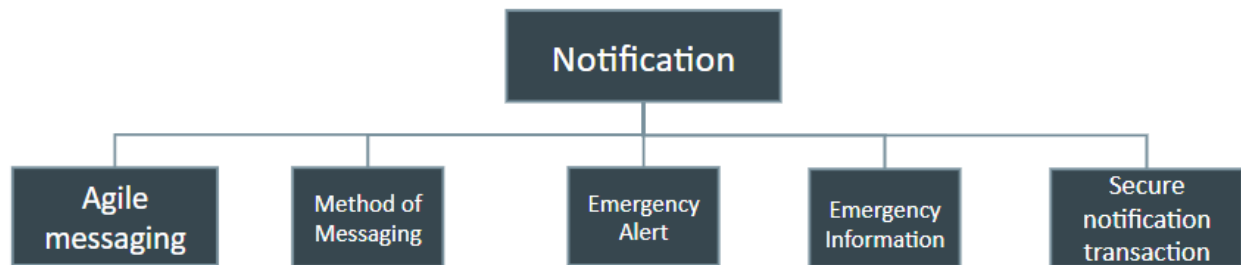 Notification
Agile
messaging
Method of
Messaging
Emergency
Alert
Emergency
Information
Secure
notification
transaction